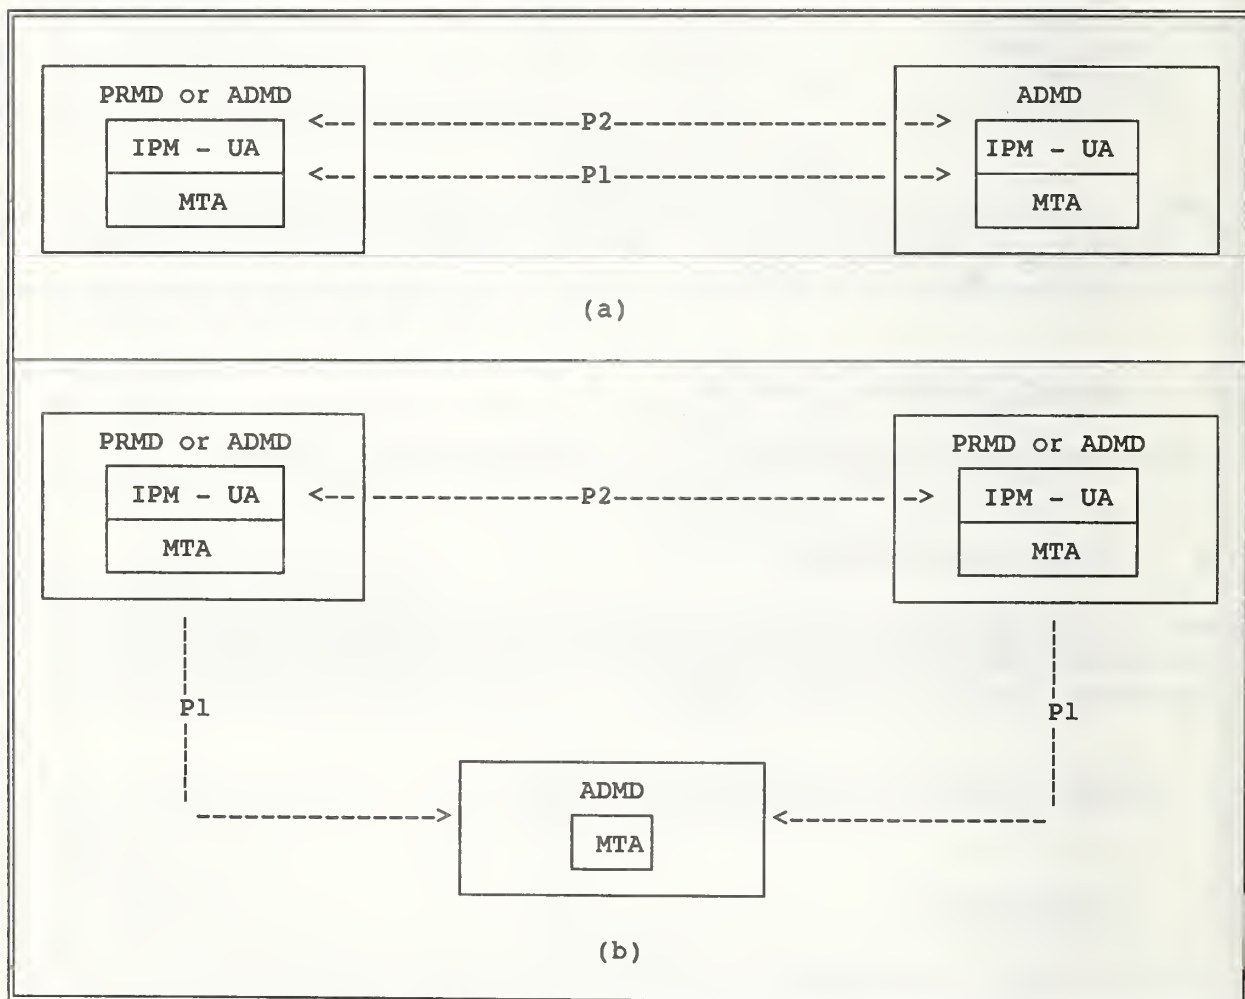 PRMD or ADMD
ADMD
<-- ------------P2--------------- -->
IPM - UA
IPM - UA
<-- ------------P1--------------- -->
MTA
MTA
(a)
PRMD or ADMD
PRMD or ADMD
IPM - UA
<-- ------------P2--------------- ->
IPM - UA
MTA
MTA
P1
P1
ADMD
MTA
(b)